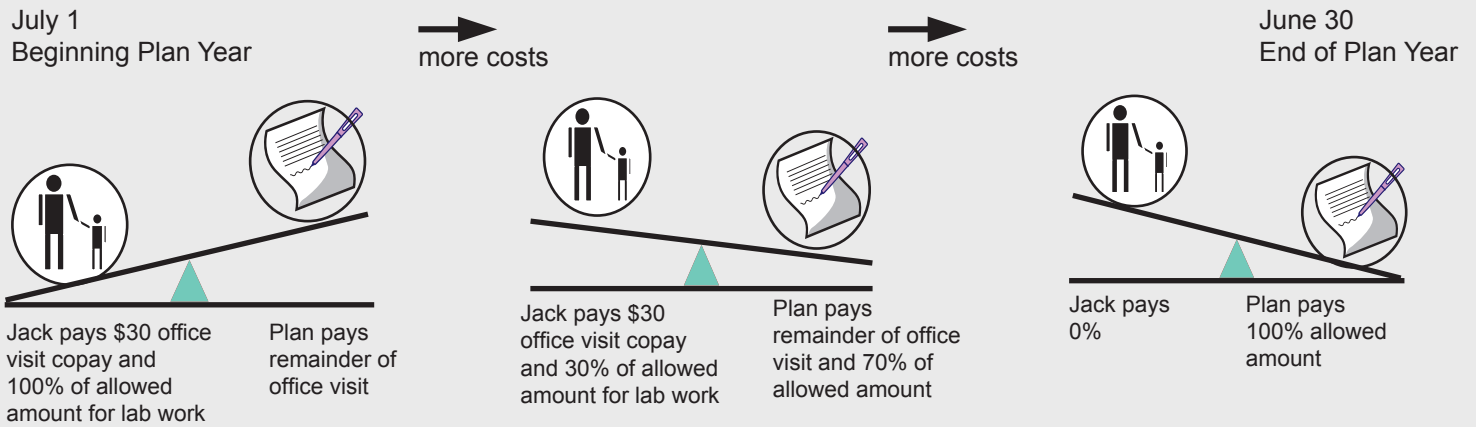 July 1
Beginning Plan Year
more costs
more costs
June 30
End of Plan Year
Jack pays $30 office
visit copay and
100% of allowed
amount for lab work
Plan pays
remainder of
office visit
Jack pays $30
office visit copay
and 30% of allowed
amount for lab work
Plan pays
remainder of office
visit and 70% of
allowed amount
Jack pays
0%
Plan pays
100% allowed
amount